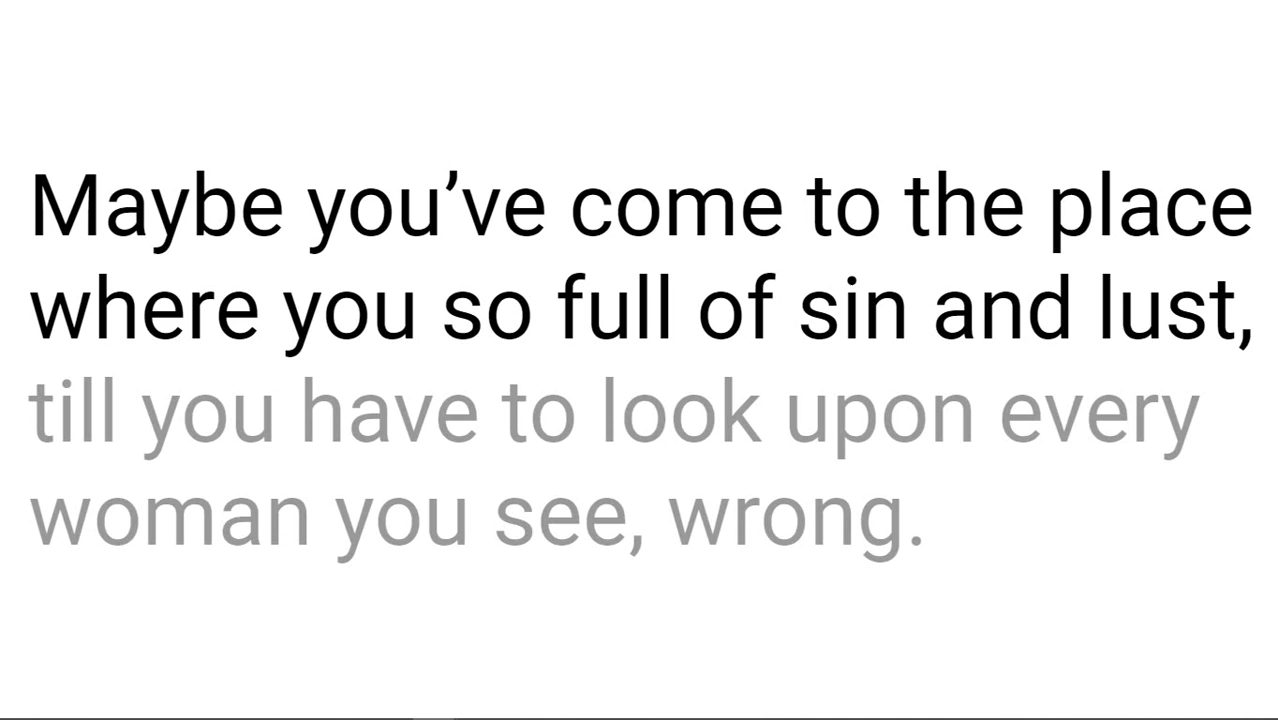 Maybe you’ve come to the place
where you so full of sin and lust,
till you have to look upon every
woman you see, wrong.